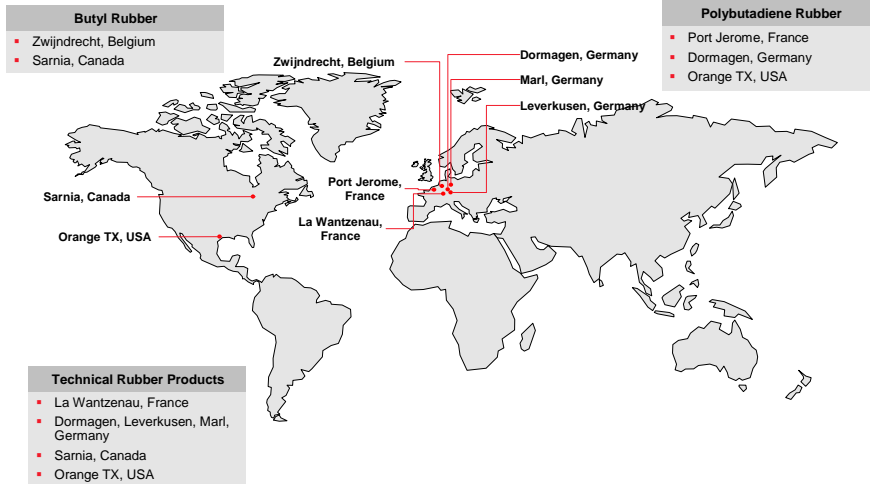 Butyl Rubber
Zwijndrecht, Belgium
Sarnia, Canada
Polybutadiene Rubber
Port Jerome, France
Dormagen, Germany
Orange TX, USA
Zwijndrecht, Belgium
Dormagen, Germany
Marl, Germany
Leverkusen, Germany
Port Jerome,
France
Sarnia, Canada
La Wantzenau,
France
Orange TX, USA
Technical Rubber Products
La Wantzenau, France
Dormagen, Leverkusen, Marl,
Germany
Sarnia, Canada
Orange TX, USA